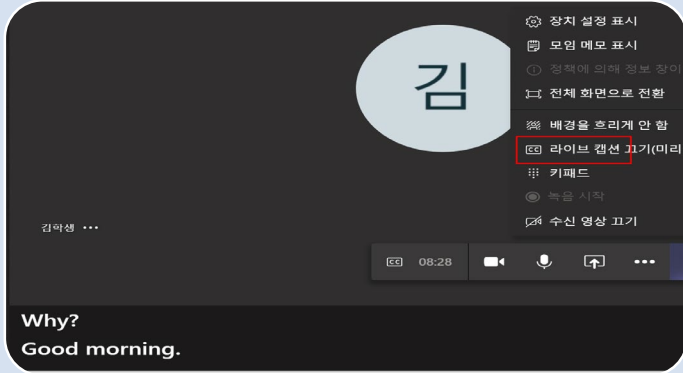 장치 설정 표시
모임 메모 표시
정책에 의해 정보 창이
전체 화면으로 전환
배경을 흐리게 안 함
CC 라이브 캡션 끄기(미리
키패드
녹음 시작
수신 영상 끄기
김
김학생 •••
CC 08:28
Why?
Good morning.